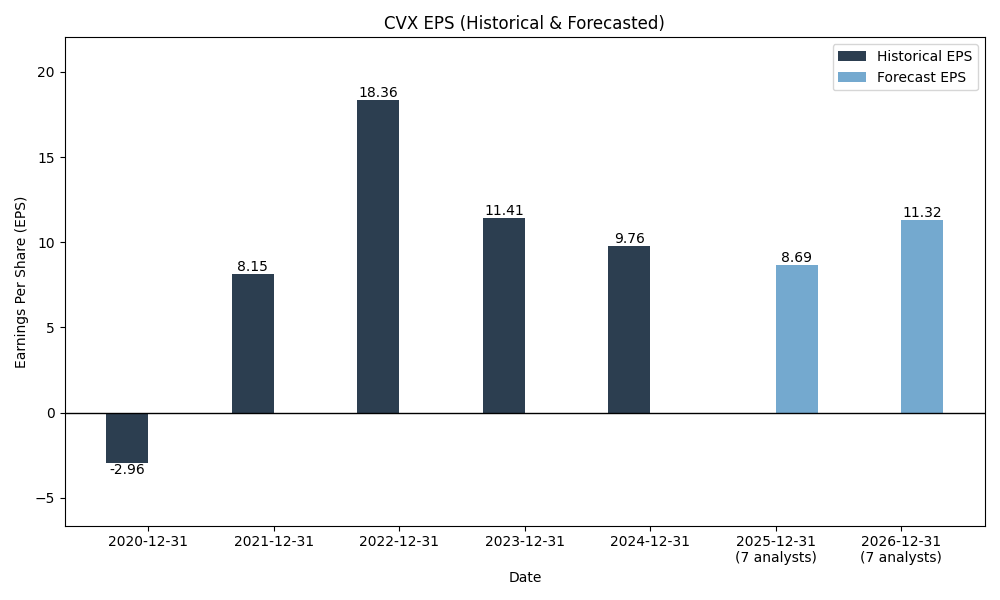 CVX EPS (Historical & Forecasted)
Historical EPS
Forecast EPS
Earnings Per Share (EPS)
20
15
10
5
0
−5
-2.96
8.15
18.36
11.41
9.76
8.69
11.32
2020-12-31
2021-12-31
2022-12-31
2023-12-31
2024-12-31
2025-12-31
(7 analysts)
2026-12-31
(7 analysts)
Date